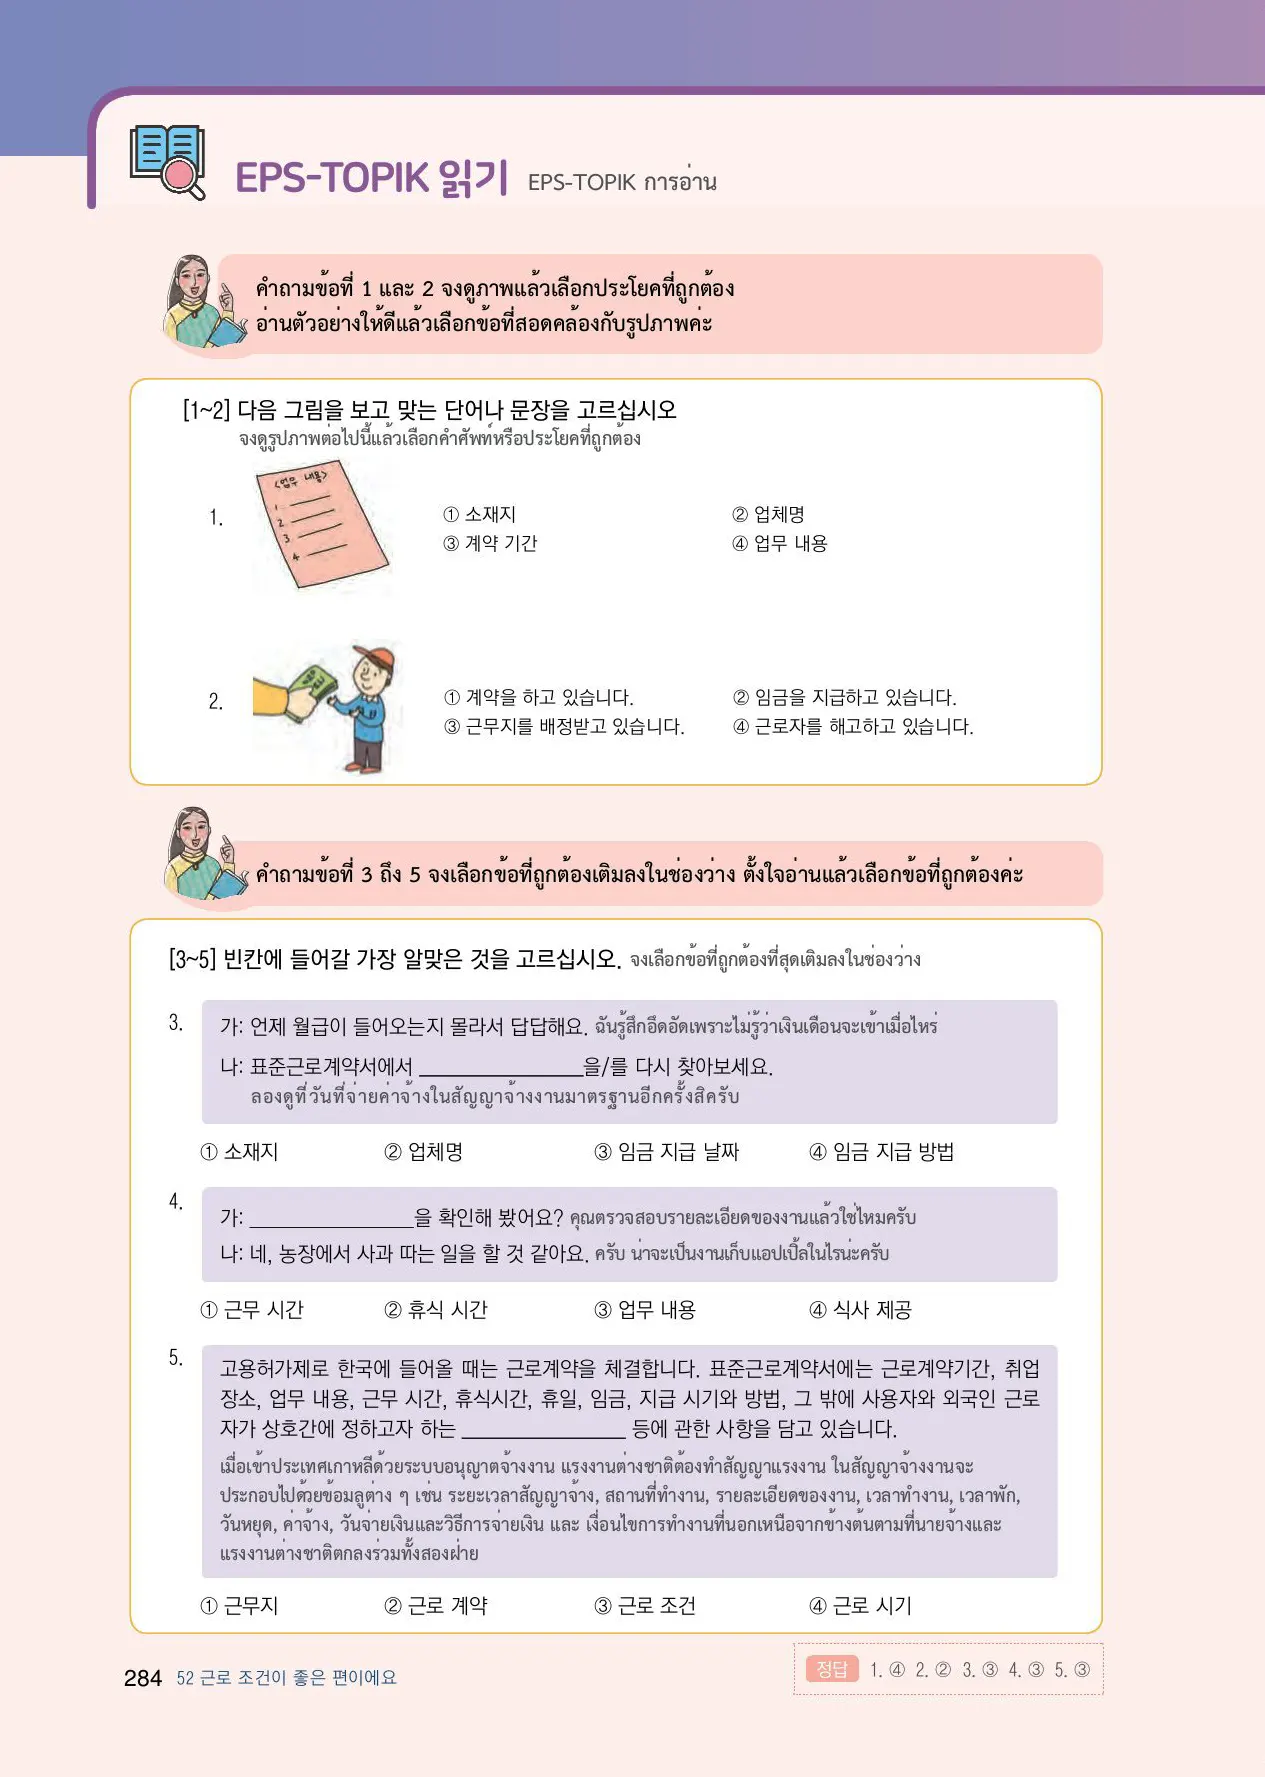 EPS-TOPIK 읽기 EPS-TOPIK การอ่าน
คำถามข้อที่ 1 และ 2 จงดูภาพแล้วเลือกประโยคที่ถูกต้อง
อ่านตัวอย่างให้ดีแล้วเลือกข้อที่สอดคล้องกับรูปภาพค่ะ
[1~2] 다음 그림을 보고 맞는 단어나 문장을 고르십시오
จงดูรูปภาพต่อไปนี้แล้วเลือกคำศัพท์หรือประโยคที่ถูกต้อง
1.
<업무 내용>
1
2
3
4
① 소재지 ② 업체명
③ 계약 기간 ④ 업무 내용
2.
① 계약을 하고 있습니다. ② 임금을 지급하고 있습니다.
③ 근무지를 배정받고 있습니다. ④ 근로자를 해고하고 있습니다.
คำถามข้อที่ 3 ถึง 5 จงเลือกข้อที่ถูกต้องเติมลงในช่องว่าง ตั้งใจอ่านแล้วเลือกข้อที่ถูกต้องค่ะ
[3~5] 빈칸에 들어갈 가장 알맞은 것을 고르십시오. จงเลือกข้อที่ถูกต้องที่สุดเติมลงในช่องว่าง
3.
가: 언제 월급이 들어오는지 몰라서 답답해요. ฉันรู้สึกอึดอัดเพราะไม่รู้ว่าเงินเดือนจะเข้าเมื่อไหร่
나: 표준근로계약서에서 _______________을/를 다시 찾아보세요.
ลองดูที่วันที่จ่ายค่าจ้างในสัญญาจ้างงานมาตรฐานอีกครั้งสิครับ
① 소재지 ② 업체명 ③ 임금 지급 날짜 ④ 임금 지급 방법
4.
가: _______________을 확인해 봤어요? คุณตรวจสอบรายละเอียดของงานแล้วใช่ไหมครับ
나: 네, 농장에서 사과 따는 일을 할 것 같아요. ครับ น่าจะเป็นงานเก็บแอปเปิ้ลในไร่น่ะครับ
① 근무 시간 ② 휴식 시간 ③ 업무 내용 ④ 식사 제공
5.
고용허가제로 한국에 들어올 때는 근로계약을 체결합니다. 표준근로계약서에는 근로계약기간, 취업
장소, 업무 내용, 근무 시간, 휴식시간, 휴일, 임금, 지급 시기와 방법, 그 밖에 사용자와 외국인 근로
자가 상호간에 정하고자 하는 _______________ 등에 관한 사항을 담고 있습니다.
เมื่อเข้าประเทศเกาหลีด้วยระบบอนุญาตจ้างงาน แรงงานต่างชาติต้องทำสัญญาแรงงาน ในสัญญาจ้างงานจะ
ประกอบไปด้วยข้อมลูต่าง ๆ เช่น ระยะเวลาสัญญาจ้าง, สถานที่ทำงาน, รายละเอียดของงาน, เวลาทำงาน, เวลาพัก,
วันหยุด, ค่าจ้าง, วันจ่ายเงินและวิธีการจ่ายเงิน และ เงื่อนไขการทำงานที่นอกเหนือจากข้างต้นตามที่นายจ้างและ
แรงงานต่างชาติตกลงร่วมทั้งสองฝ่าย
① 근무지 ② 근로 계약 ③ 근로 조건 ④ 근로 시기
284 52 근로 조건이 좋은 편이에요
정답 1. ④ 2. ② 3. ③ 4. ③ 5. ③